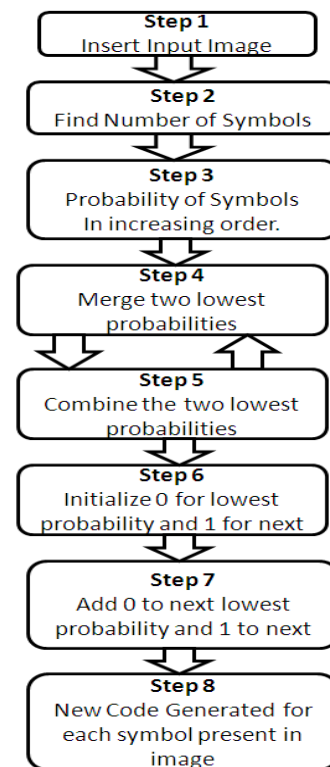 Step 1
Insert Input Image
Step 2
Find Number of Symbols
Step 3
Probability of Symbols
In increasing order.
Step 4
Merge two lowest
probabilities
Step 5
Combine the two lowest
probabilities
Step 6
Initialize 0 for lowest
probability and 1 for next
Step 7
Add 0 to next lowest
probability and 1 to next
Step 8
New Code Generated for
each symbol present in
image